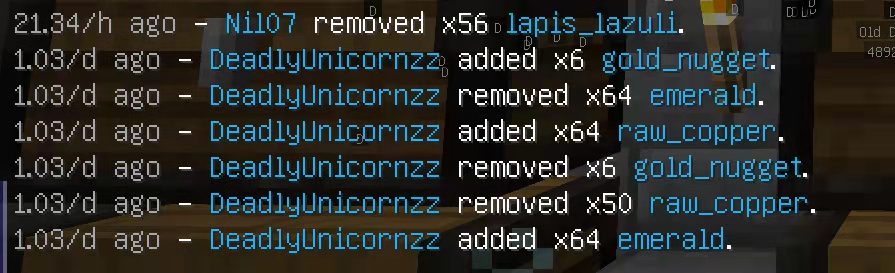 21.34/h ago - Nil07 removed x56 lapis_lazuli.
1.03/d ago - DeadlyUnicornzz added x6 gold_nugget.
1.03/d ago - DeadlyUnicornzz removed x64 emerald.
1.03/d ago - DeadlyUnicornzz added x64 raw_copper.
1.03/d ago - DeadlyUnicornzz removed x6 gold_nugget.
1.03/d ago - DeadlyUnicornzz removed x50 raw_copper.
1.03/d ago - DeadlyUnicornzz added x64 emerald.
Old D
4892